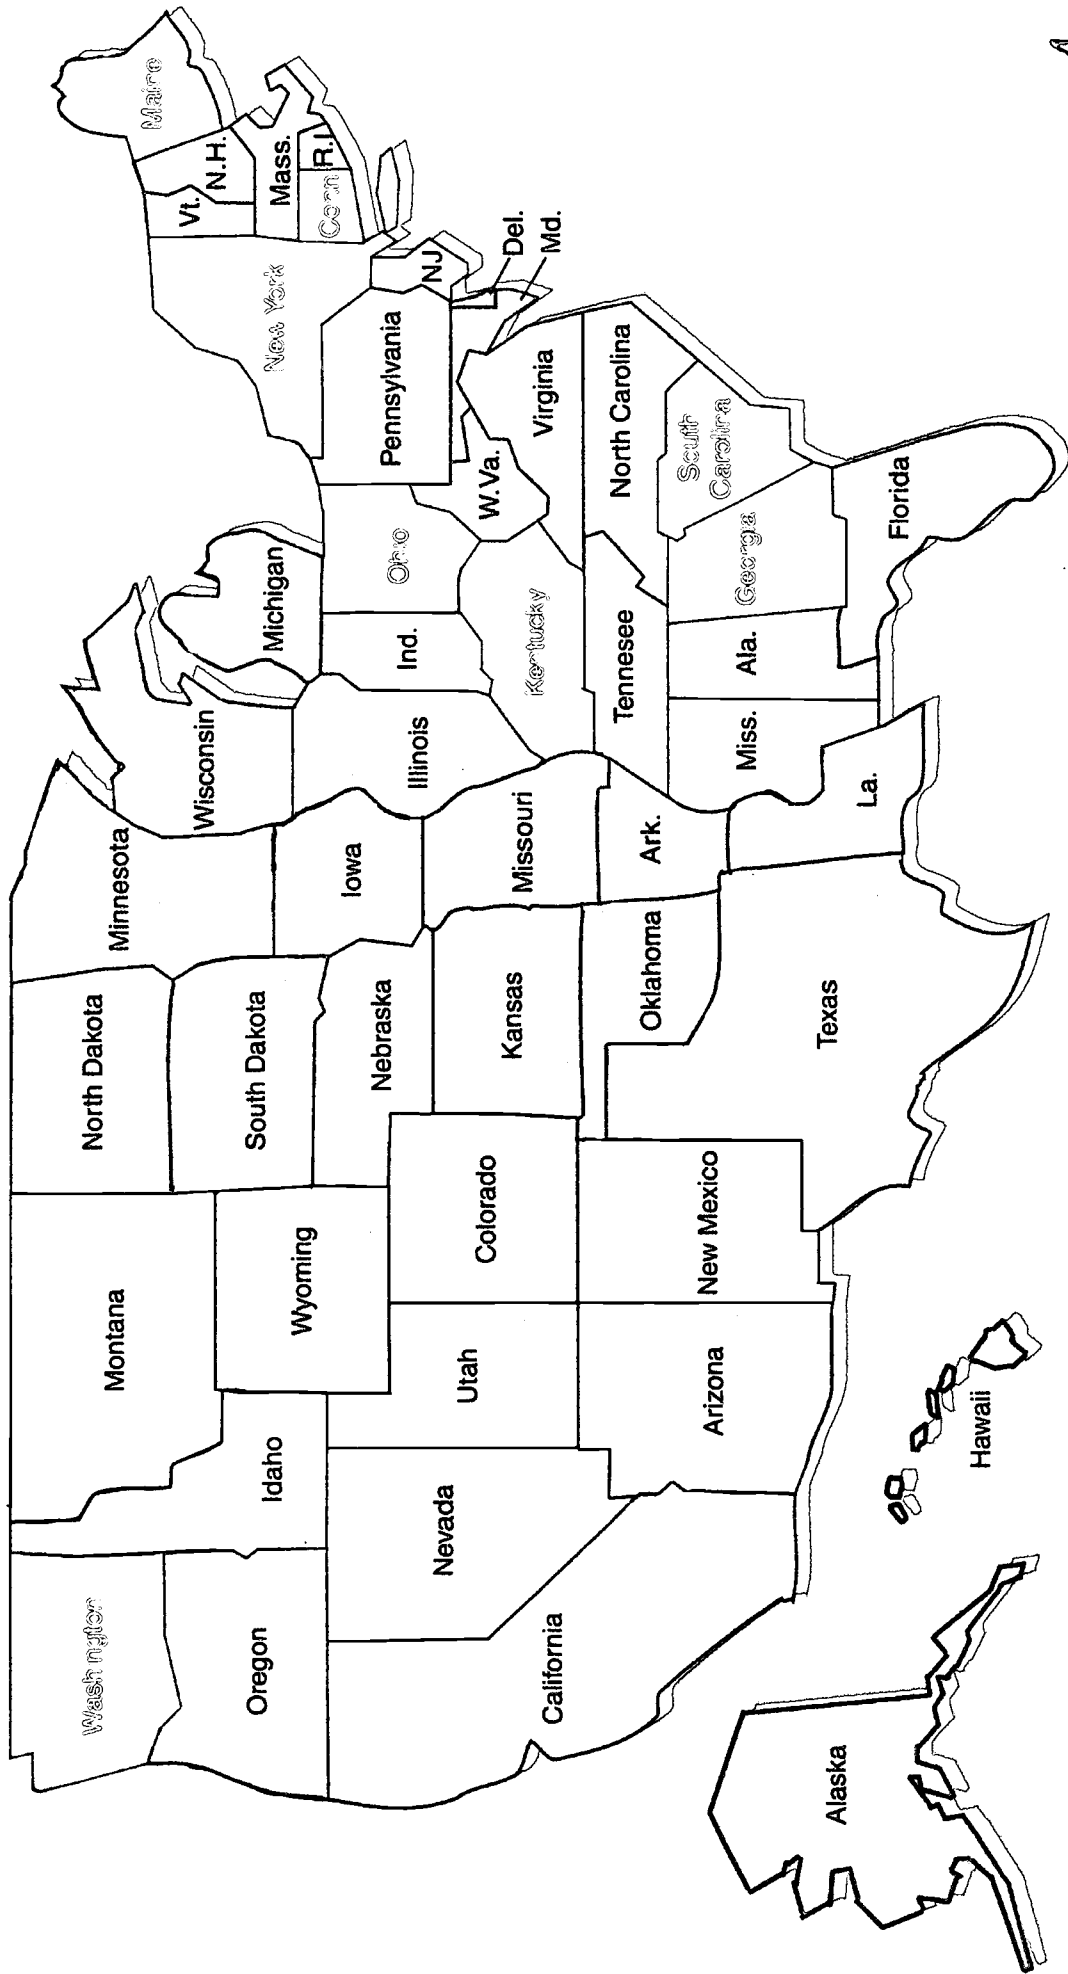 Washington
Oregon
California
Nevada
Idaho
Montana
Wyoming
Utah
Arizona
Colorado
New Mexico
North Dakota
South Dakota
Nebraska
Kansas
Oklahoma
Texas
Minnesota
Iowa
Missouri
Ark.
La.
Wisconsin
Illinois
Michigan
Ind.
Ohio
Kentucky
Tennesee
Miss.
Ala.
Georgia
Florida
South
Carolina
North Carolina
Virginia
W.Va.
Pennsylvania
New York
NJ
Del.
Md.
Vt.
N.H.
Maine
Mass.
Conn
R.I.
Alaska
Hawaii